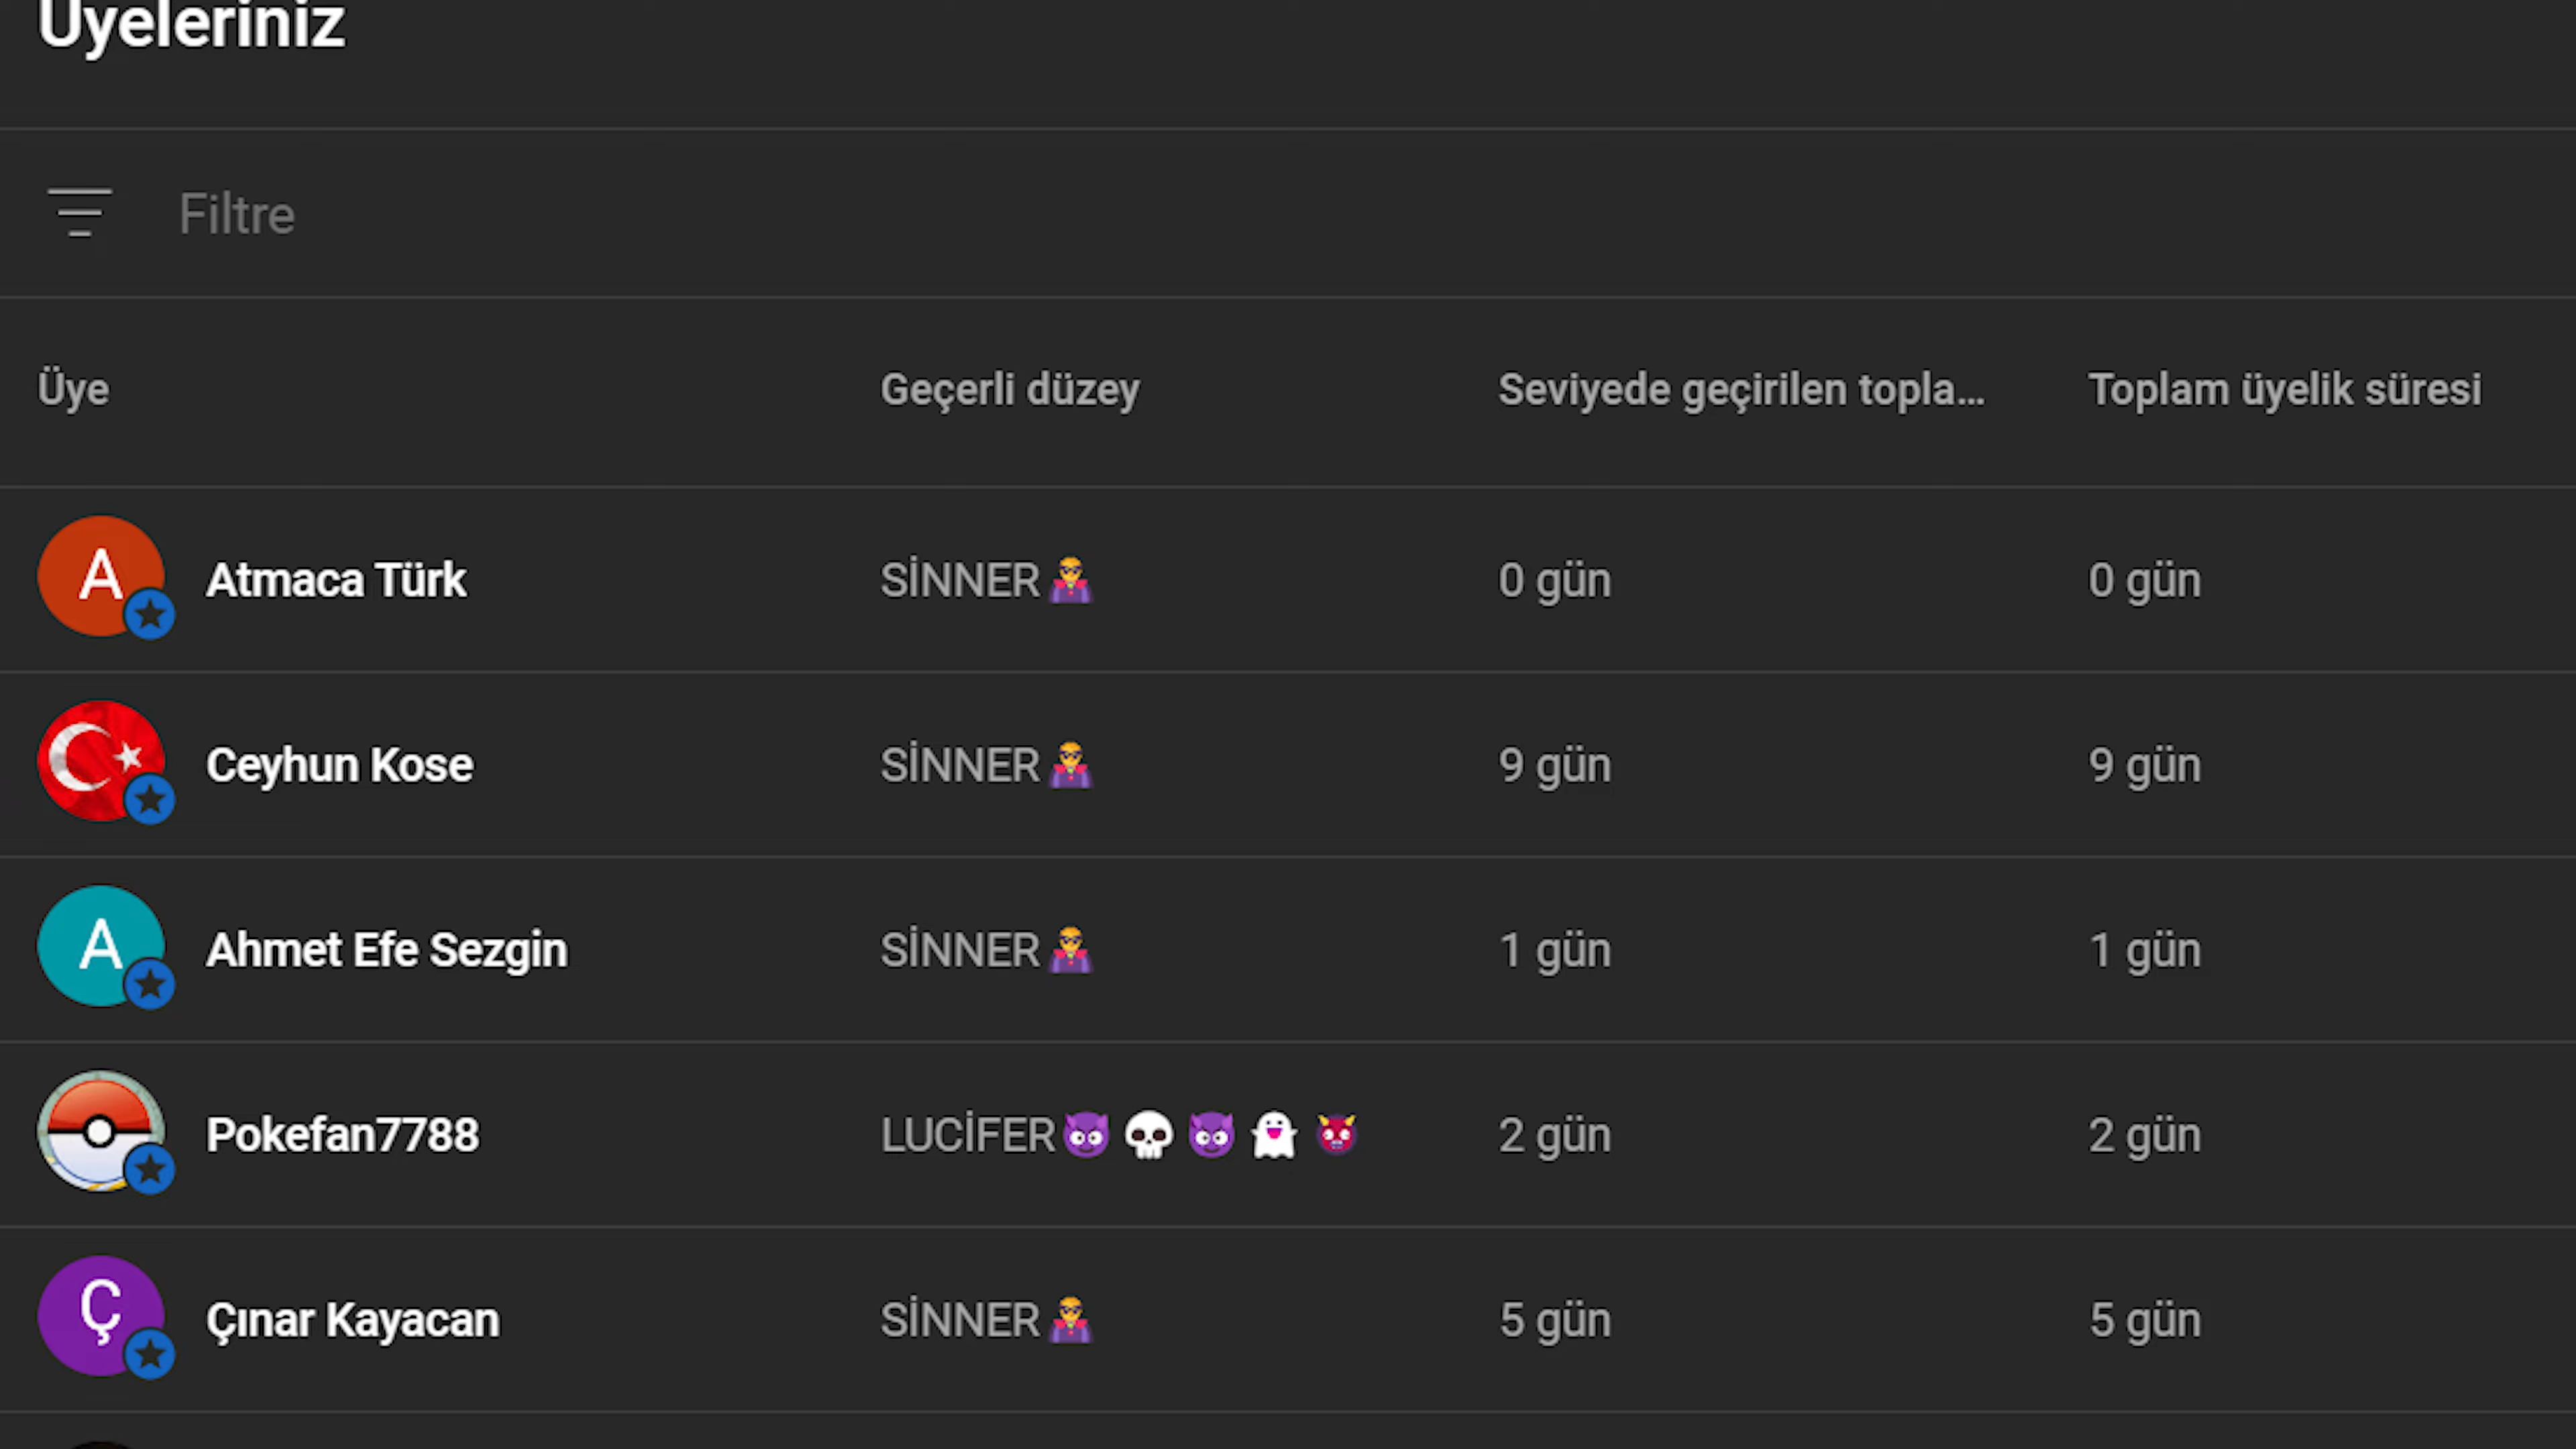 Üyeleriniz
Filtre
Üye Geçerli düzey Seviyede geçirilen topla... Toplam üyelik süresi
A Atmaca Türk SİNNER🦹 0 gün 0 gün
Ceyhun Kose SİNNER🦹 9 gün 9 gün
A Ahmet Efe Sezgin SİNNER🦹 1 gün 1 gün
Pokefan7788 LUCİFER😈💀😈👻👹 2 gün 2 gün
Ç Çınar Kayacan SİNNER🦹 5 gün 5 gün